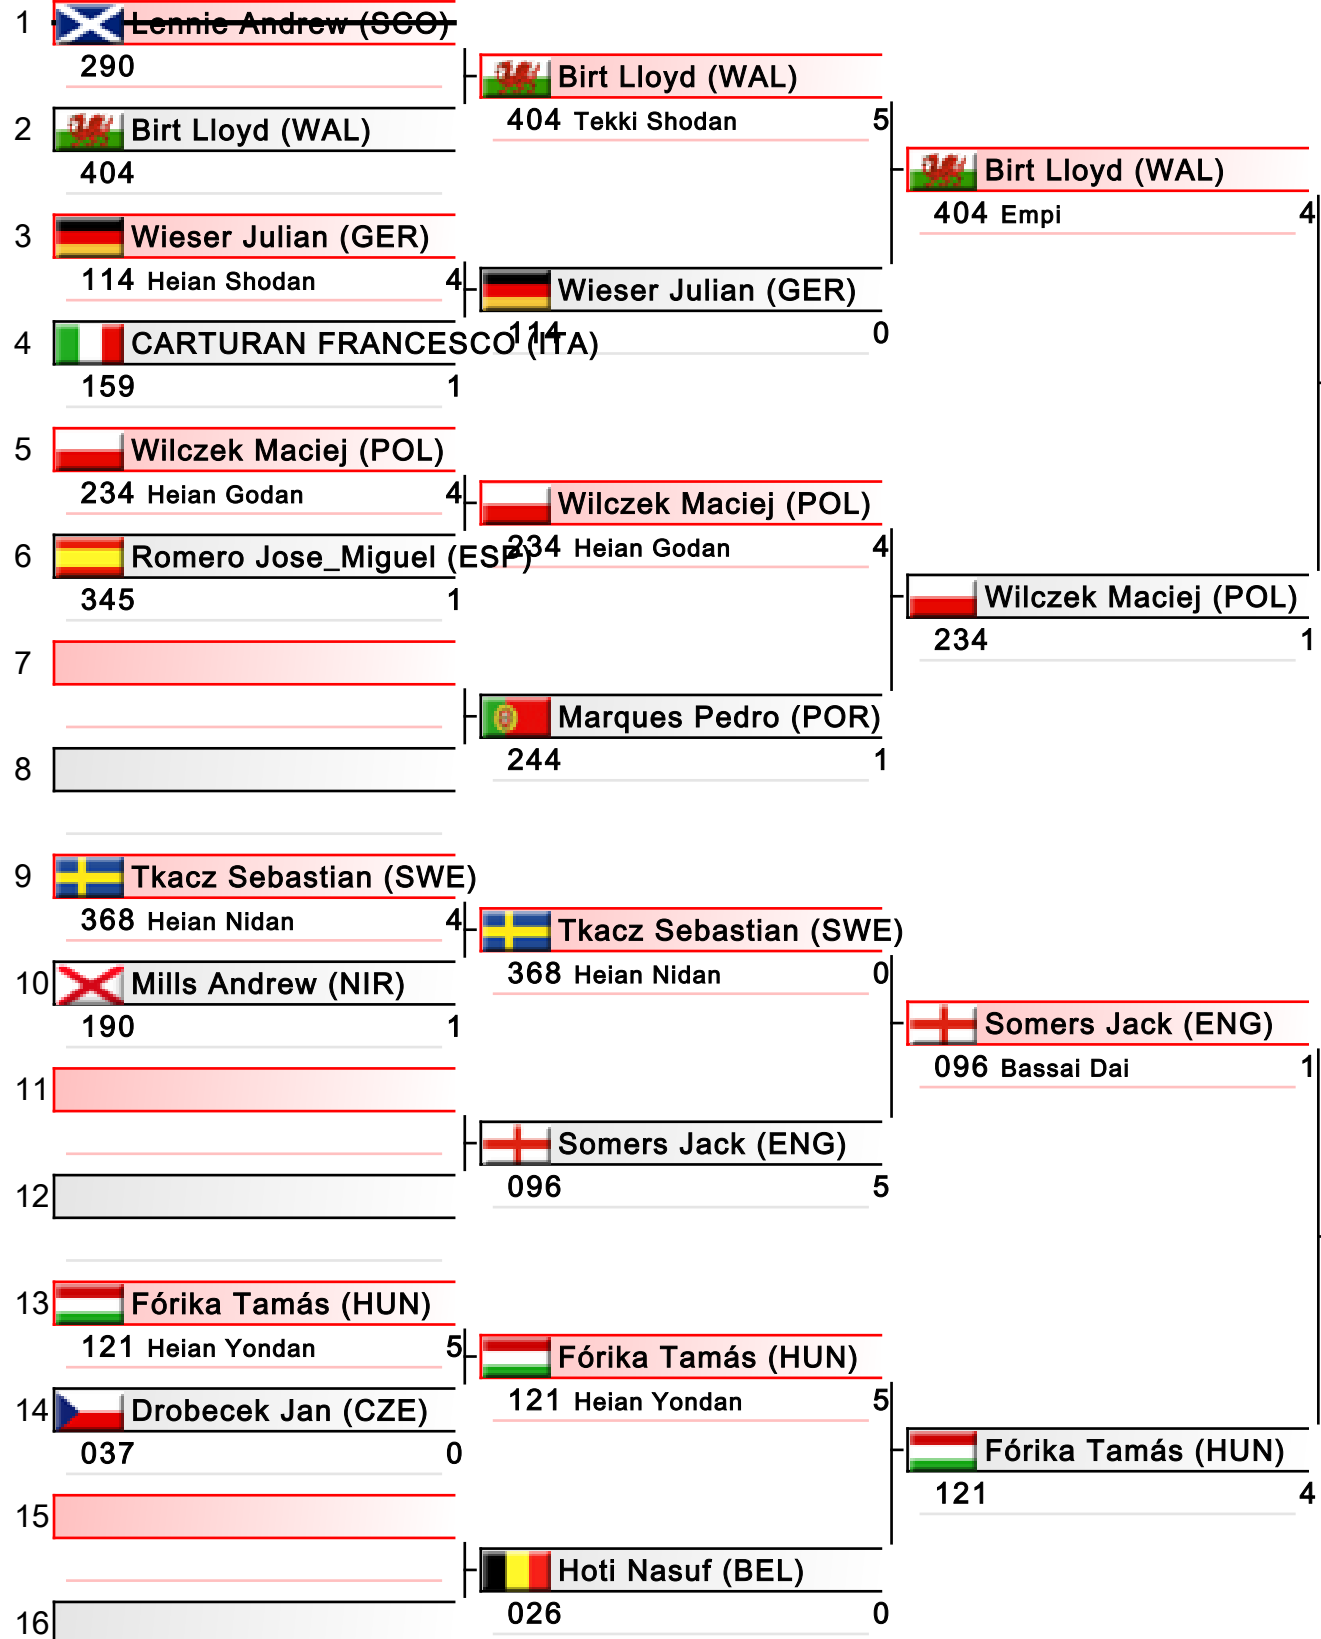 1 Lennie Andrew (SCO)
290
2 Birt Lloyd (WAL)
404
3 Wieser Julian (GER)
114 Heian Shodan 4
4 CARTURAN FRANCESCO (ITA)
159 1
5 Wilczek Maciej (POL)
234 Heian Godan 4
6 Romero Jose_Miguel (ESP)
345 1
7
8
9 Tkacz Sebastian (SWE)
368 Heian Nidan 4
10 Mills Andrew (NIR)
190 1
11
12
13 Fórika Tamás (HUN)
121 Heian Yondan 5
14 Drobecek Jan (CZE)
037 0
15
16
Birt Lloyd (WAL)
404 Tekki Shodan 5
Wieser Julian (GER)
114 0
Wilczek Maciej (POL)
234 Heian Godan 4
Marques Pedro (POR)
244 1
Tkacz Sebastian (SWE)
368 Heian Nidan 0
Somers Jack (ENG)
096 5
Fórika Tamás (HUN)
121 Heian Yondan 5
Hoti Nasuf (BEL)
026 0
Birt Lloyd (WAL)
404 Empi 4
Wilczek Maciej (POL)
234 1
Somers Jack (ENG)
096 Bassai Dai 1
Fórika Tamás (HUN)
121 4